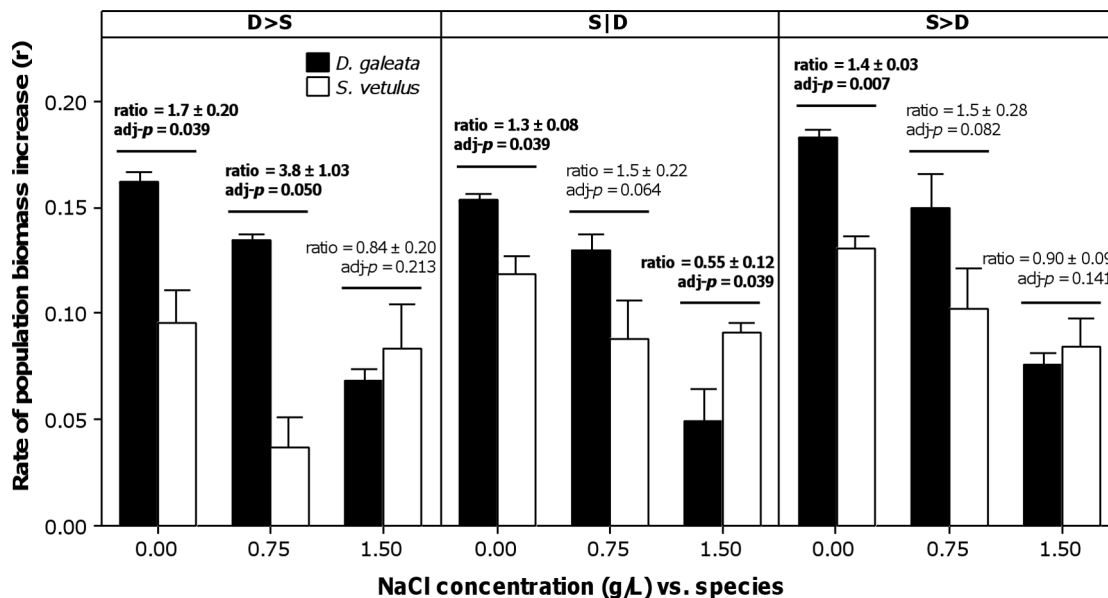 D>S
S|D
S>D
Rate of population biomass increase (r)
0.20
0.15
0.10
0.05
0.00
D. galeata
S. vetulus
ratio = 1.7 ± 0.20
adj-p = 0.039
ratio = 3.8 ± 1.03
adj-p = 0.050
ratio = 0.84 ± 0.20
adj-p = 0.213
ratio = 1.3 ± 0.08
adj-p = 0.039
ratio = 1.5 ± 0.22
adj-p = 0.064
ratio = 0.55 ± 0.12
adj-p = 0.039
ratio = 1.4 ± 0.03
adj-p = 0.007
ratio = 1.5 ± 0.28
adj-p = 0.082
ratio = 0.90 ± 0.09
adj-p = 0.141
0.00 0.75 1.50 0.00 0.75 1.50 0.00 0.75 1.50
NaCl concentration (g/L) vs. species